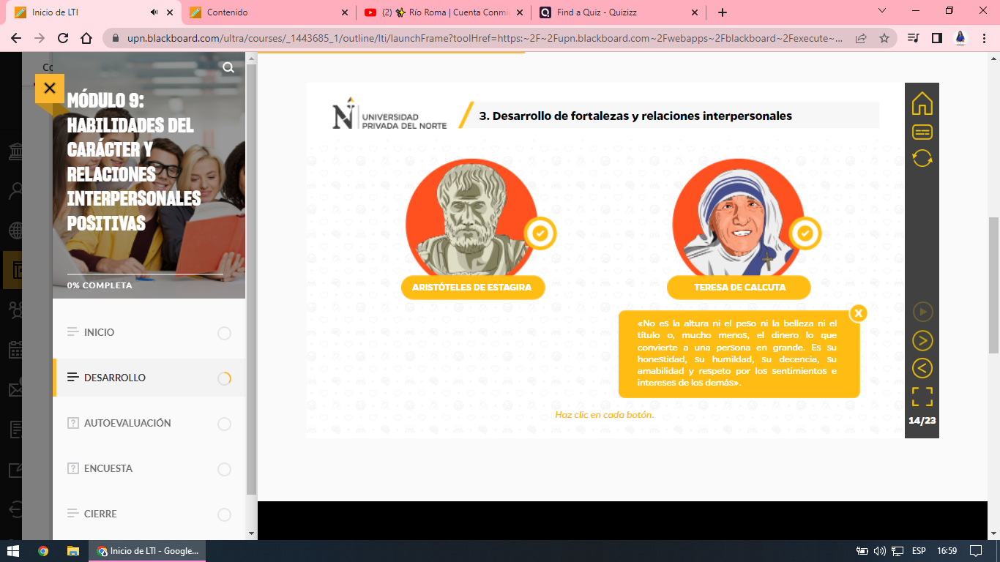 Inicio de LTI
Contenido
(2) ✨ Río Roma | Cuenta Conmi
Find a Quiz - Quizizz
upn.blackboard.com/ultra/courses/_1443685_1/outline/lti/launchFrame?toolHref=https:~2F~2Fupn.blackboard.com~2Fwebapps~2Fblackboard~2Fexecute~...
Co
MÓDULO 9:
HABILIDADES DEL
CARÁCTER Y
RELACIONES
INTERPERSONALES
POSITIVAS
0% COMPLETA
INICIO
DESARROLLO
AUTOEVALUACIÓN
ENCUESTA
CIERRE
N
UNIVERSIDAD
PRIVADA DEL NORTE
3. Desarrollo de fortalezas y relaciones interpersonales
ARISTÓTELES DE ESTAGIRA
TERESA DE CALCUTA
X
«No es la altura ni el peso ni la belleza ni el
título o, mucho menos, el dinero lo que
convierte a una persona en grande. Es su
honestidad, su humildad, su decencia, su
amabilidad y respeto por los sentimientos e
intereses de los demás».
Haz clic en cada botón.
14/23
Inicio de LTI - Google...
ESP
16:59